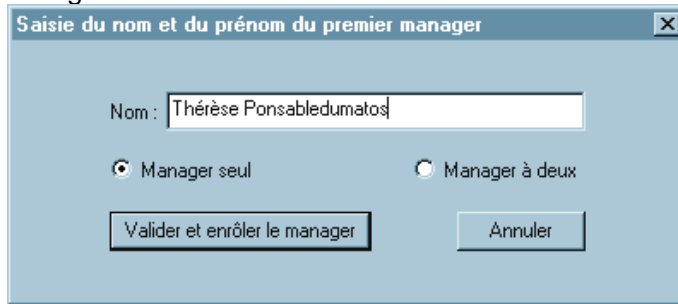 Saisie du nom et du prénom du premier manager
Nom : Thérèse Ponsabledumatos
Manager seul Manager à deux
Valider et enrôler le manager Annuler